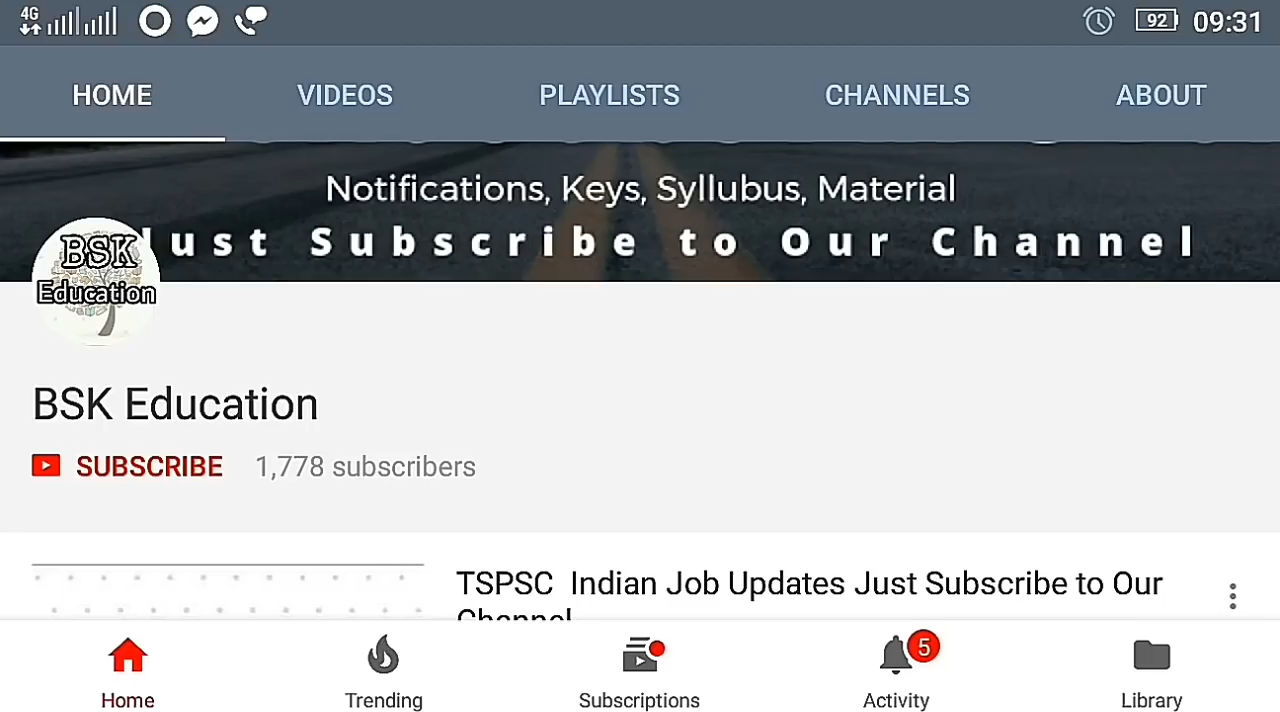 4G 92 09:31
HOME VIDEOS PLAYLISTS CHANNELS ABOUT
Notifications, Keys, Syllubus, Material
Just Subscribe to Our Channel
BSK
Education
BSK Education
SUBSCRIBE 1,778 subscribers
TSPSC Indian Job Updates Just Subscribe to Our
Channel
5
Home Trending Subscriptions Activity Library